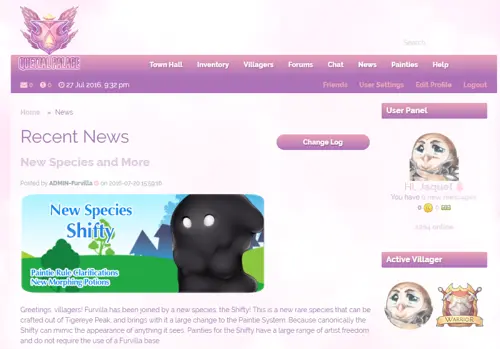 Search
Town Hall Inventory Villagers Forums Chat News Painties Help
0 0 27 Jul 2016, 9:32 pm
Friends User Settings Edit Profile Logout
Home » News
Recent News
Change Log
New Species and More
Posted by ADMIN-Furvilla on 2016-07-20 15:59:16
New Species
Shifty
Paintie Rule Clarifications
New Morphing Potions
Greetings, villagers! Furvilla has been joined by a new species, the Shifty! This is a new rare species that can be
crafted out of Tigereye Peak, and brings with it a large change to the Paintie System. Because canonically the
Shifty can mimic the appearance of anything it sees, Painties for the Shifty have a large range of artist freedom
and do not require the use of a Furvilla base
User Panel
Hi, Jacquel
You have 0 new messages
Active Villager
WARRIOR